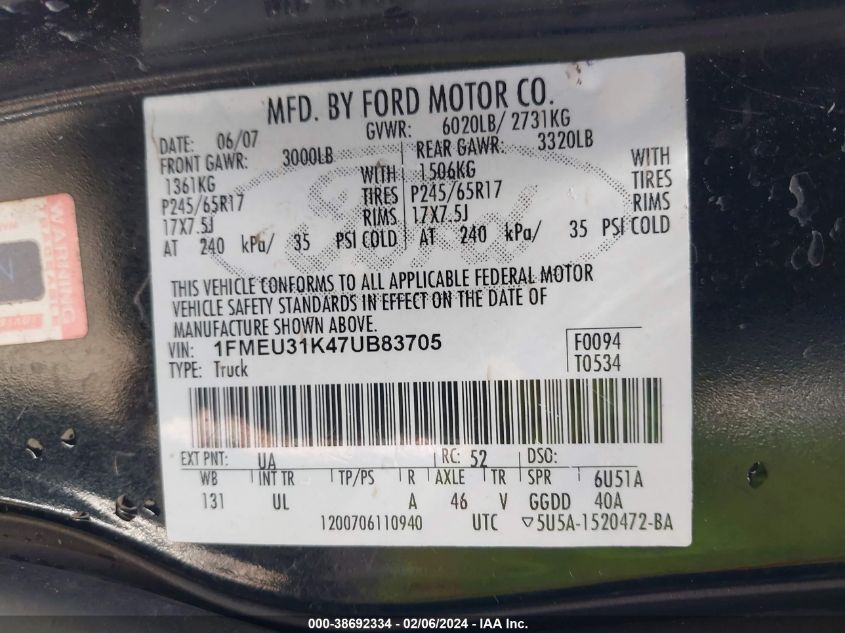 MFD. BY FORD MOTOR CO.
DATE: 06/07 GVWR: 6020LB/ 2731KG
FRONT GAWR: 3000LB REAR GAWR: 3320LB
1361KG WITH 1506KG WITH
P245/65R17 TIRES P245/65R17 TIRES
17X7.5J RIMS 17X7.5J RIMS
AT 240 kPa/ 35 PSI COLD AT 240 kPa/ 35 PSI COLD
THIS VEHICLE CONFORMS TO ALL APPLICABLE FEDERAL MOTOR
VEHICLE SAFETY STANDARDS IN EFFECT ON THE DATE OF
MANUFACTURE SHOWN ABOVE.
VIN: 1FMEU31K47UB83705 F0094
TYPE: Truck T0534
EXT PNT: UA RC: 52 DSO:
WB INT TR TP/PS R AXLE TR SPR 6U51A
131 UL A 46 V GGDD 40A
1200706110940 UTC ▽5U5A-1520472-BA
Ford
WARNING
000-38692334 - 02/06/2024 - IAA Inc.